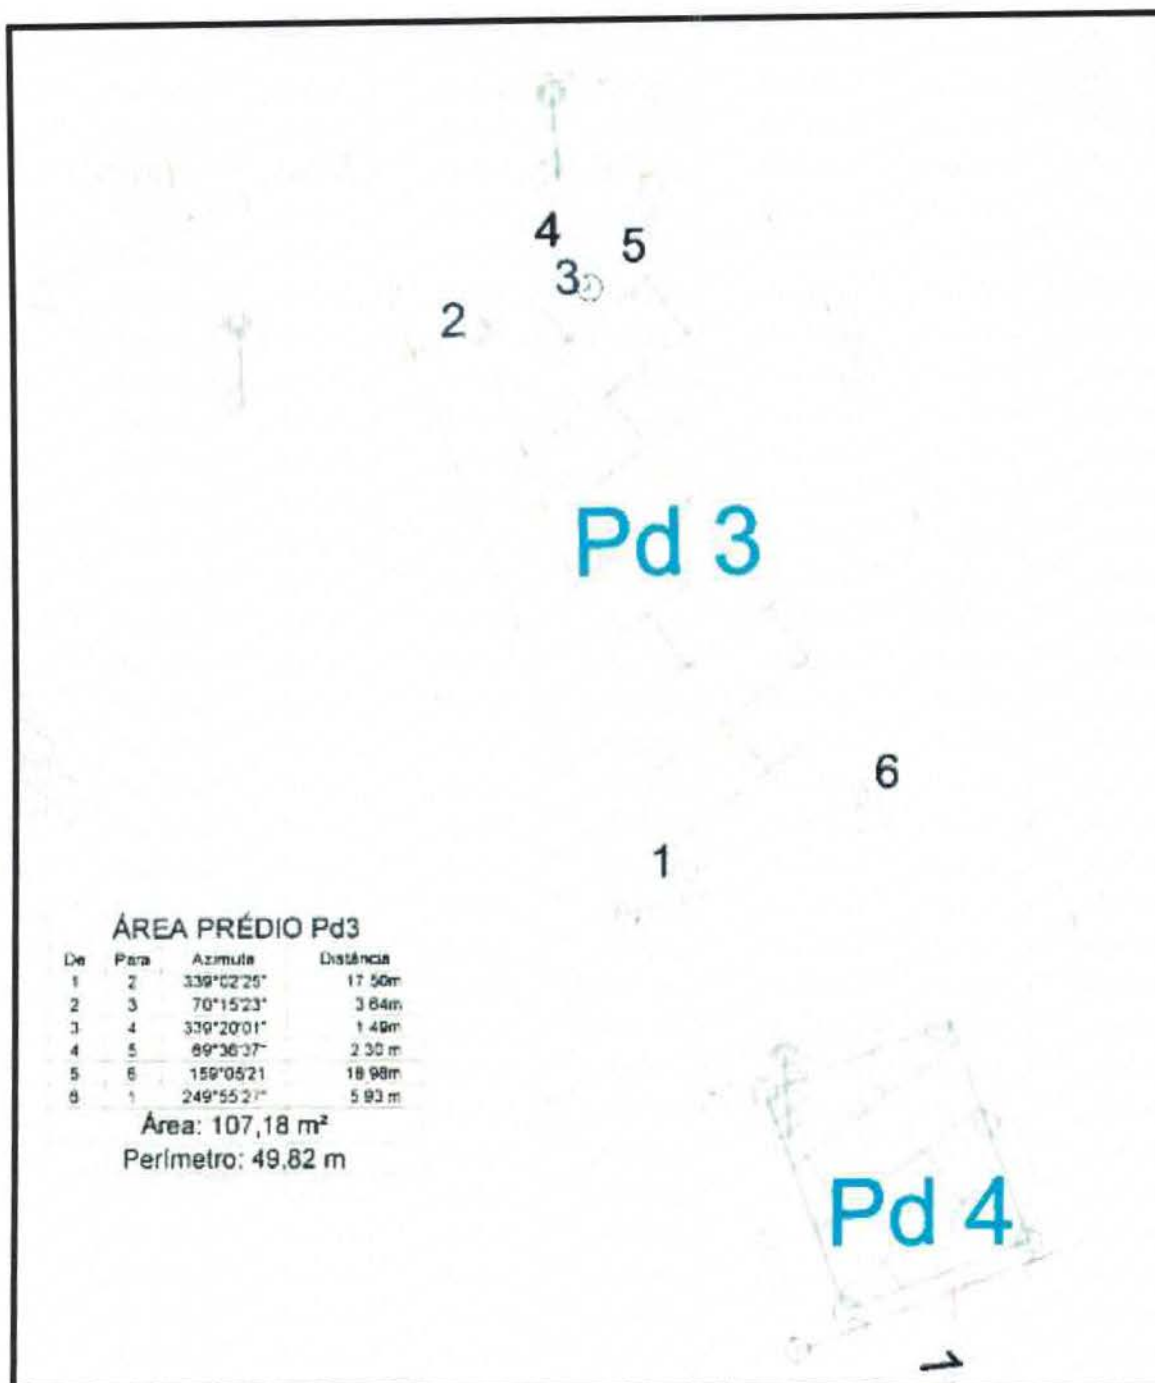 4
5
3
2
Pd 3
6
1
ÁREA PRÉDIO Pd3
De Para Azimute Distância
1 2 339°02'25" 17.50m
2 3 70°15'23" 3.64m
3 4 339°20'01" 1.49m
4 5 69°36'37" 2.30 m
5 6 159°05'21 18.98m
6 1 249°55'27" 5.93 m
Área: 107,18 m²
Perímetro: 49,82 m
Pd 4
1